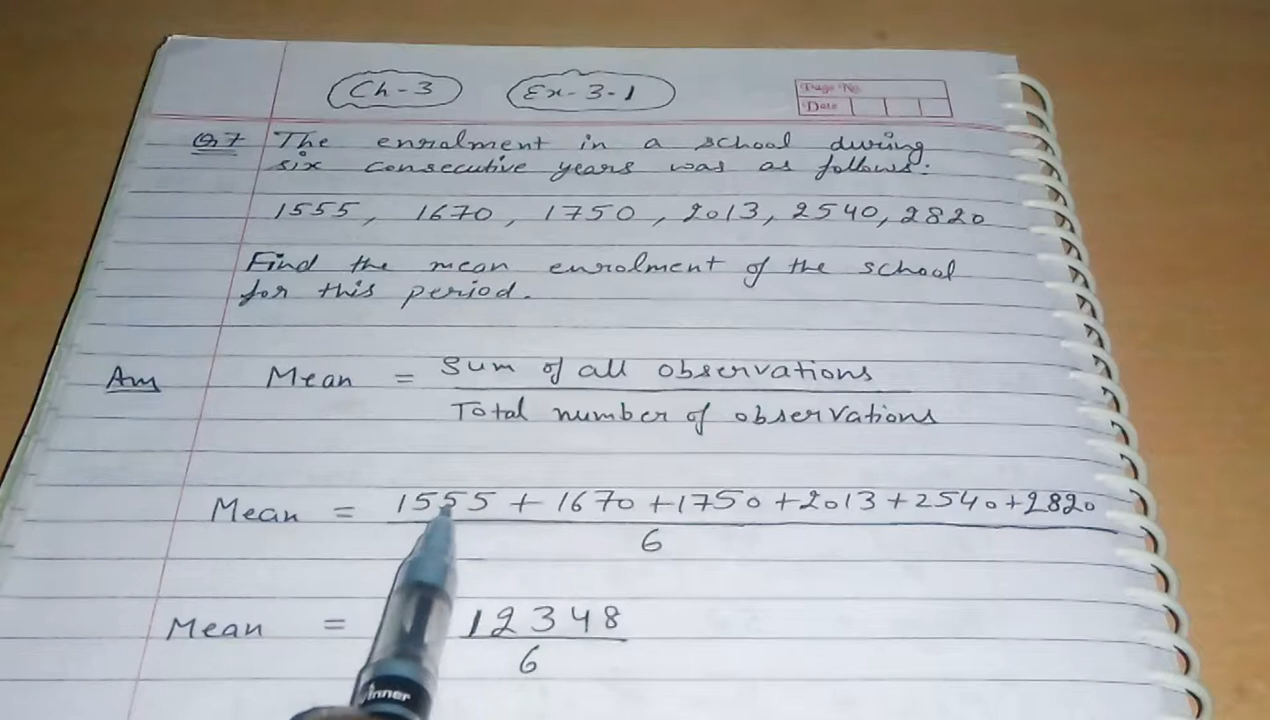 Ch-3 Ex-3.1
Page No.
Date
Q.7 The enrolment in a school during
six consecutive years was as follows:
1555, 1670, 1750, 2013, 2540, 2820
Find the mean enrolment of the school
for this period.
Ans Mean = Sum of all observations
Total number of observations
Mean = 1555 + 1670 + 1750 + 2013 + 2540 + 2820
6
Mean = 12348
6
inner